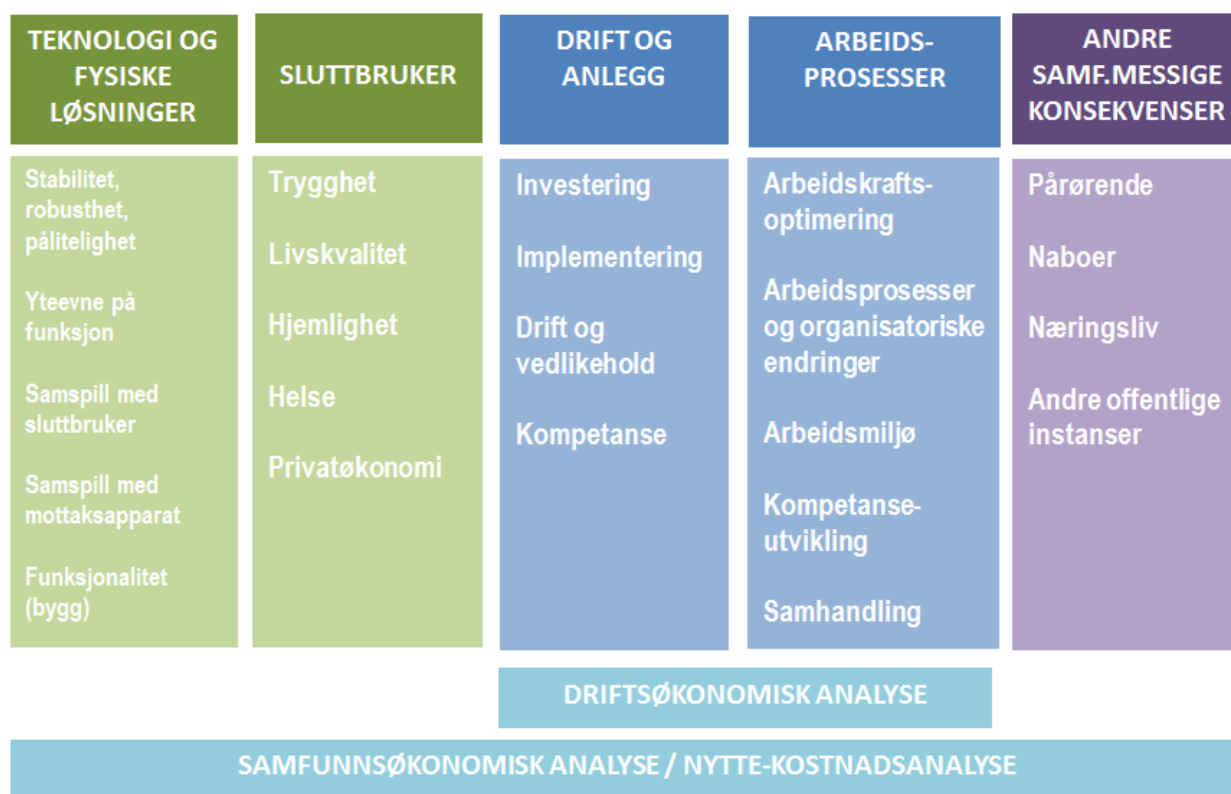 TEKNOLOGI OG
FYSISKE
LØSNINGER
Stabilitet,
robusthet,
pålitelighet
Yteevne på
funksjon
Samspill med
sluttbruker
Samspill med
mottaksapparat
Funksjonalitet
(bygg)
SLUTTBRUKER
Trygghet
Livskvalitet
Hjemlighet
Helse
Privatøkonomi
DRIFT OG
ANLEGG
Investering
Implementering
Drift og
vedlikehold
Kompetanse
ARBEIDS-
PROSESSER
Arbeidskrafts-
optimering
Arbeidsprosesser
og organisatoriske
endringer
Arbeidsmiljø
Kompetanse-
utvikling
Samhandling
ANDRE
SAMF.MESSIGE
KONSEKVENSER
Pårørende
Naboer
Næringsliv
Andre offentlige
instanser
DRIFTSØKONOMISK ANALYSE
SAMFUNNSØKONOMISK ANALYSE / NYTTE-KOSTNADSANALYSE